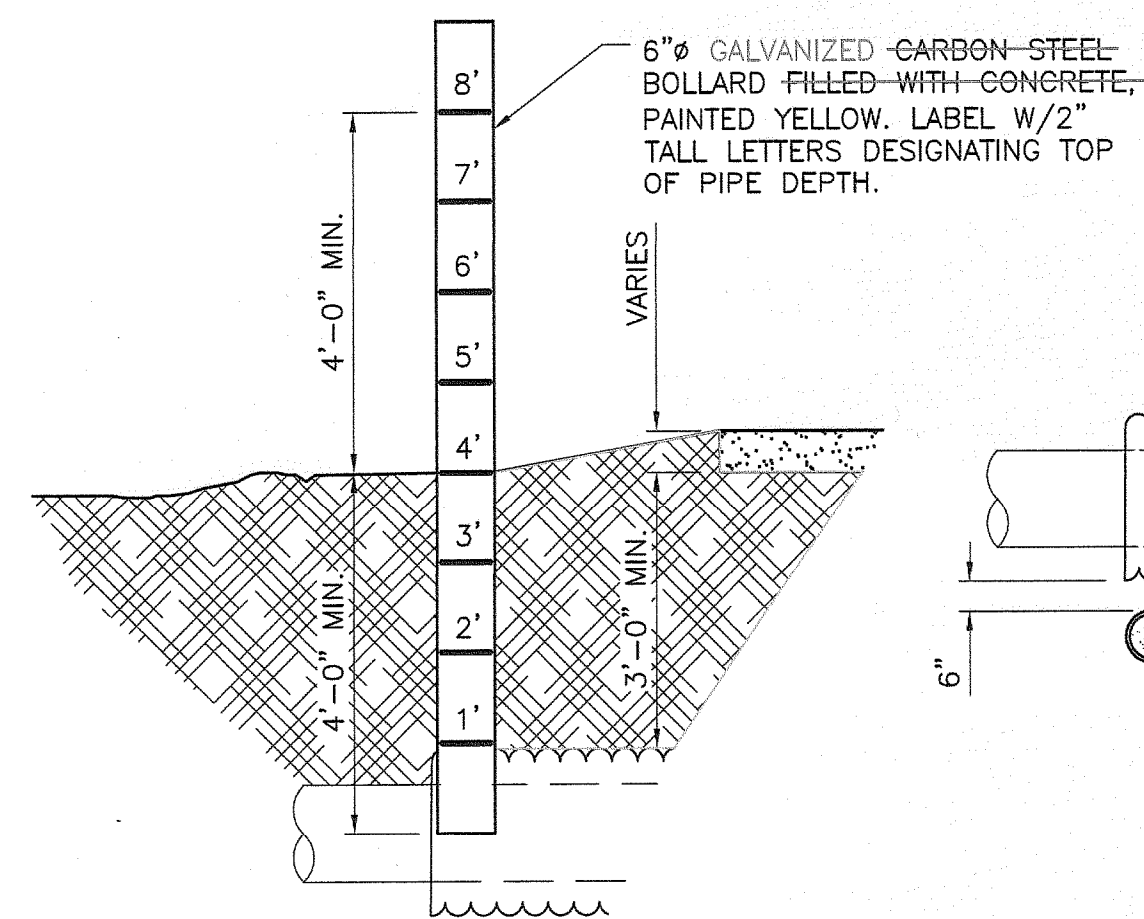 6"ø GALVANIZED CARBON STEEL
BOLLARD FILLED WITH CONCRETE,
PAINTED YELLOW. LABEL W/2"
TALL LETTERS DESIGNATING TOP
OF PIPE DEPTH.
8'
7'
6'
5'
4'
3'
2'
1'
4'-0" MIN.
4'-0" MIN.
VARIES
3'-0" MIN.
6"